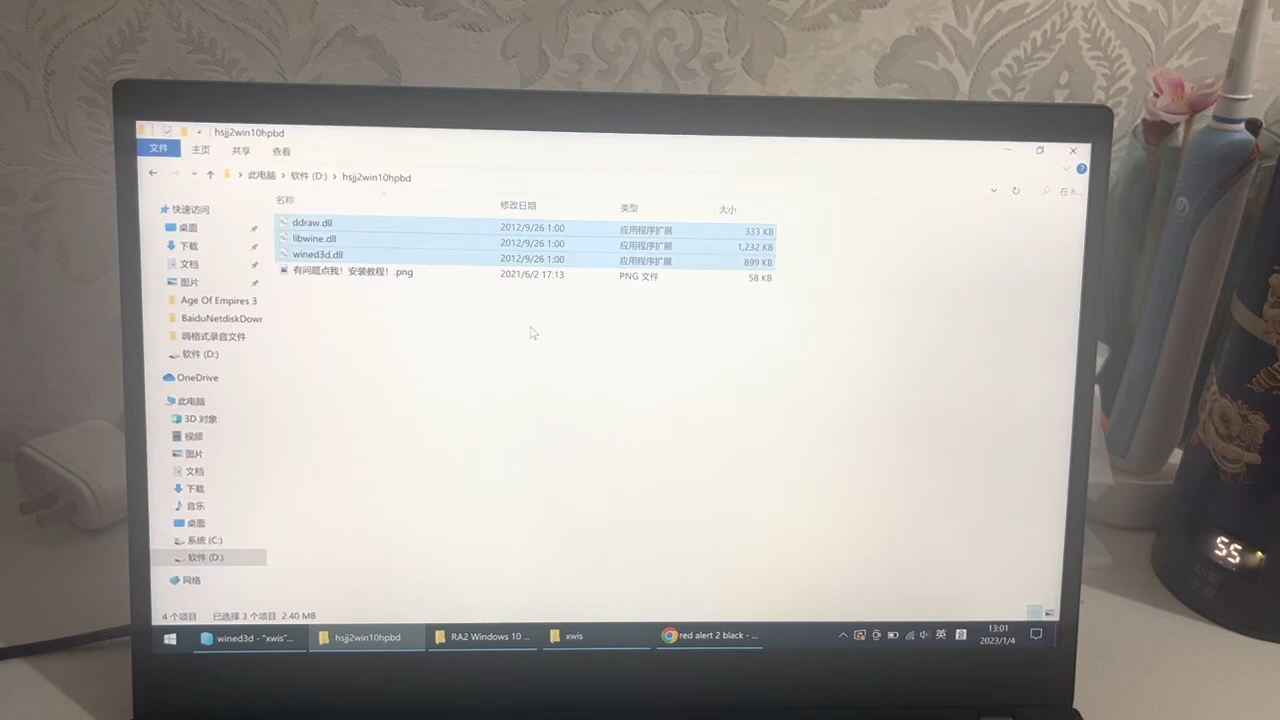 hsjj2win10hpbd
文件 主页 共享 查看
此电脑 软件 (D:) hsjj2win10hpbd
在 h...
名称 修改日期 类型 大小
ddraw.dll 2012/9/26 1:00 应用程序扩展 333 KB
libwine.dll 2012/9/26 1:00 应用程序扩展 1,232 KB
wined3d.dll 2012/9/26 1:00 应用程序扩展 899 KB
有问题点我！安装教程！.png 2021/6/2 17:13 PNG 文件 58 KB
快速访问
桌面
下载
文档
图片
Age Of Empires 3
BaiduNetdiskDowr
嗨格式录音文件
软件 (D:)
OneDrive
此电脑
3D 对象
视频
图片
文档
下载
音乐
桌面
系统 (C:)
软件 (D:)
网络
4 个项目 已选择 3 个项目 2.40 MB
wined3d - "xwis"... hsjj2win10hpbd RA2 Windows 10 ... xwis red alert 2 black - ...
英
13:01
2023/1/4
55